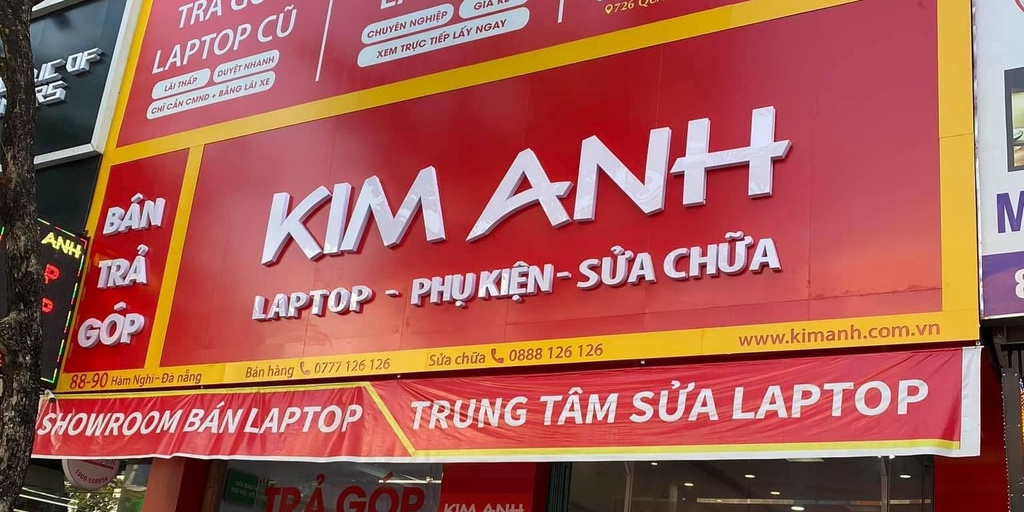 LAPTOP CŨ
LÃI THẤP
DUYỆT NHANH
CHỈ CẦN CMND + BẰNG LÁI XE
CHUYÊN NGHIỆP
GIÁ RẺ
XEM TRỰC TIẾP LẤY NGAY
BÁN
TRẢ
GÓP
KIM ANH
LAPTOP - PHỤ KIỆN - SỬA CHỮA
www.kimanh.com.vn
88-90 Hàm Nghi - Đà nẵng
Bán hàng 0777 126 126
Sửa chữa 0888 126 126
SHOWROOM BÁN LAPTOP
TRUNG TÂM SỬA LAPTOP
ANH
TRẢ GÓP
KIM ANH